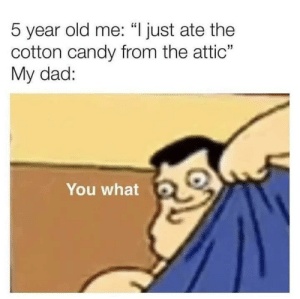 5 year old me: “I just ate the
cotton candy from the attic”
My dad:
You what